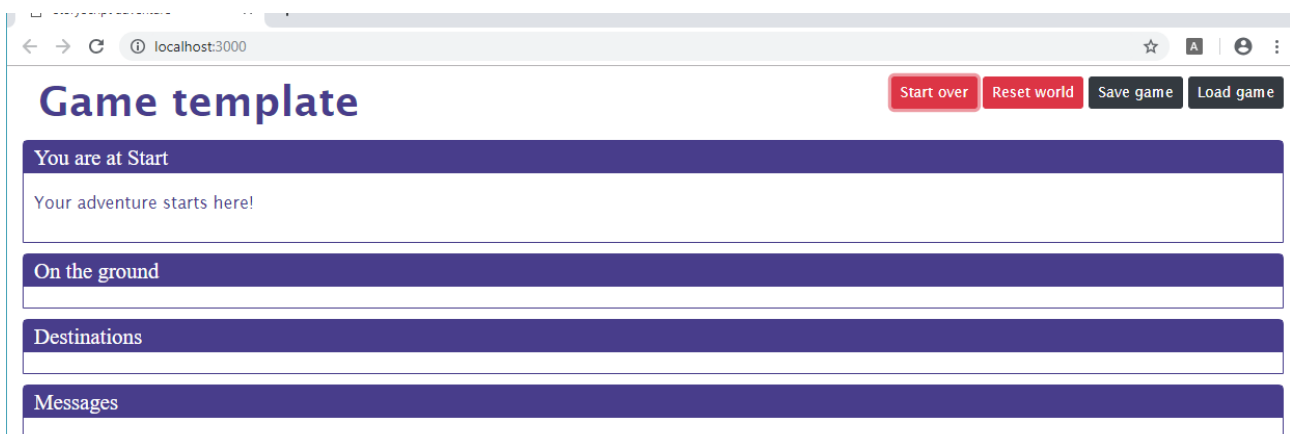 localhost:3000
A
Game template
Start over Reset world Save game Load game
You are at Start
Your adventure starts here!
On the ground
Destinations
Messages